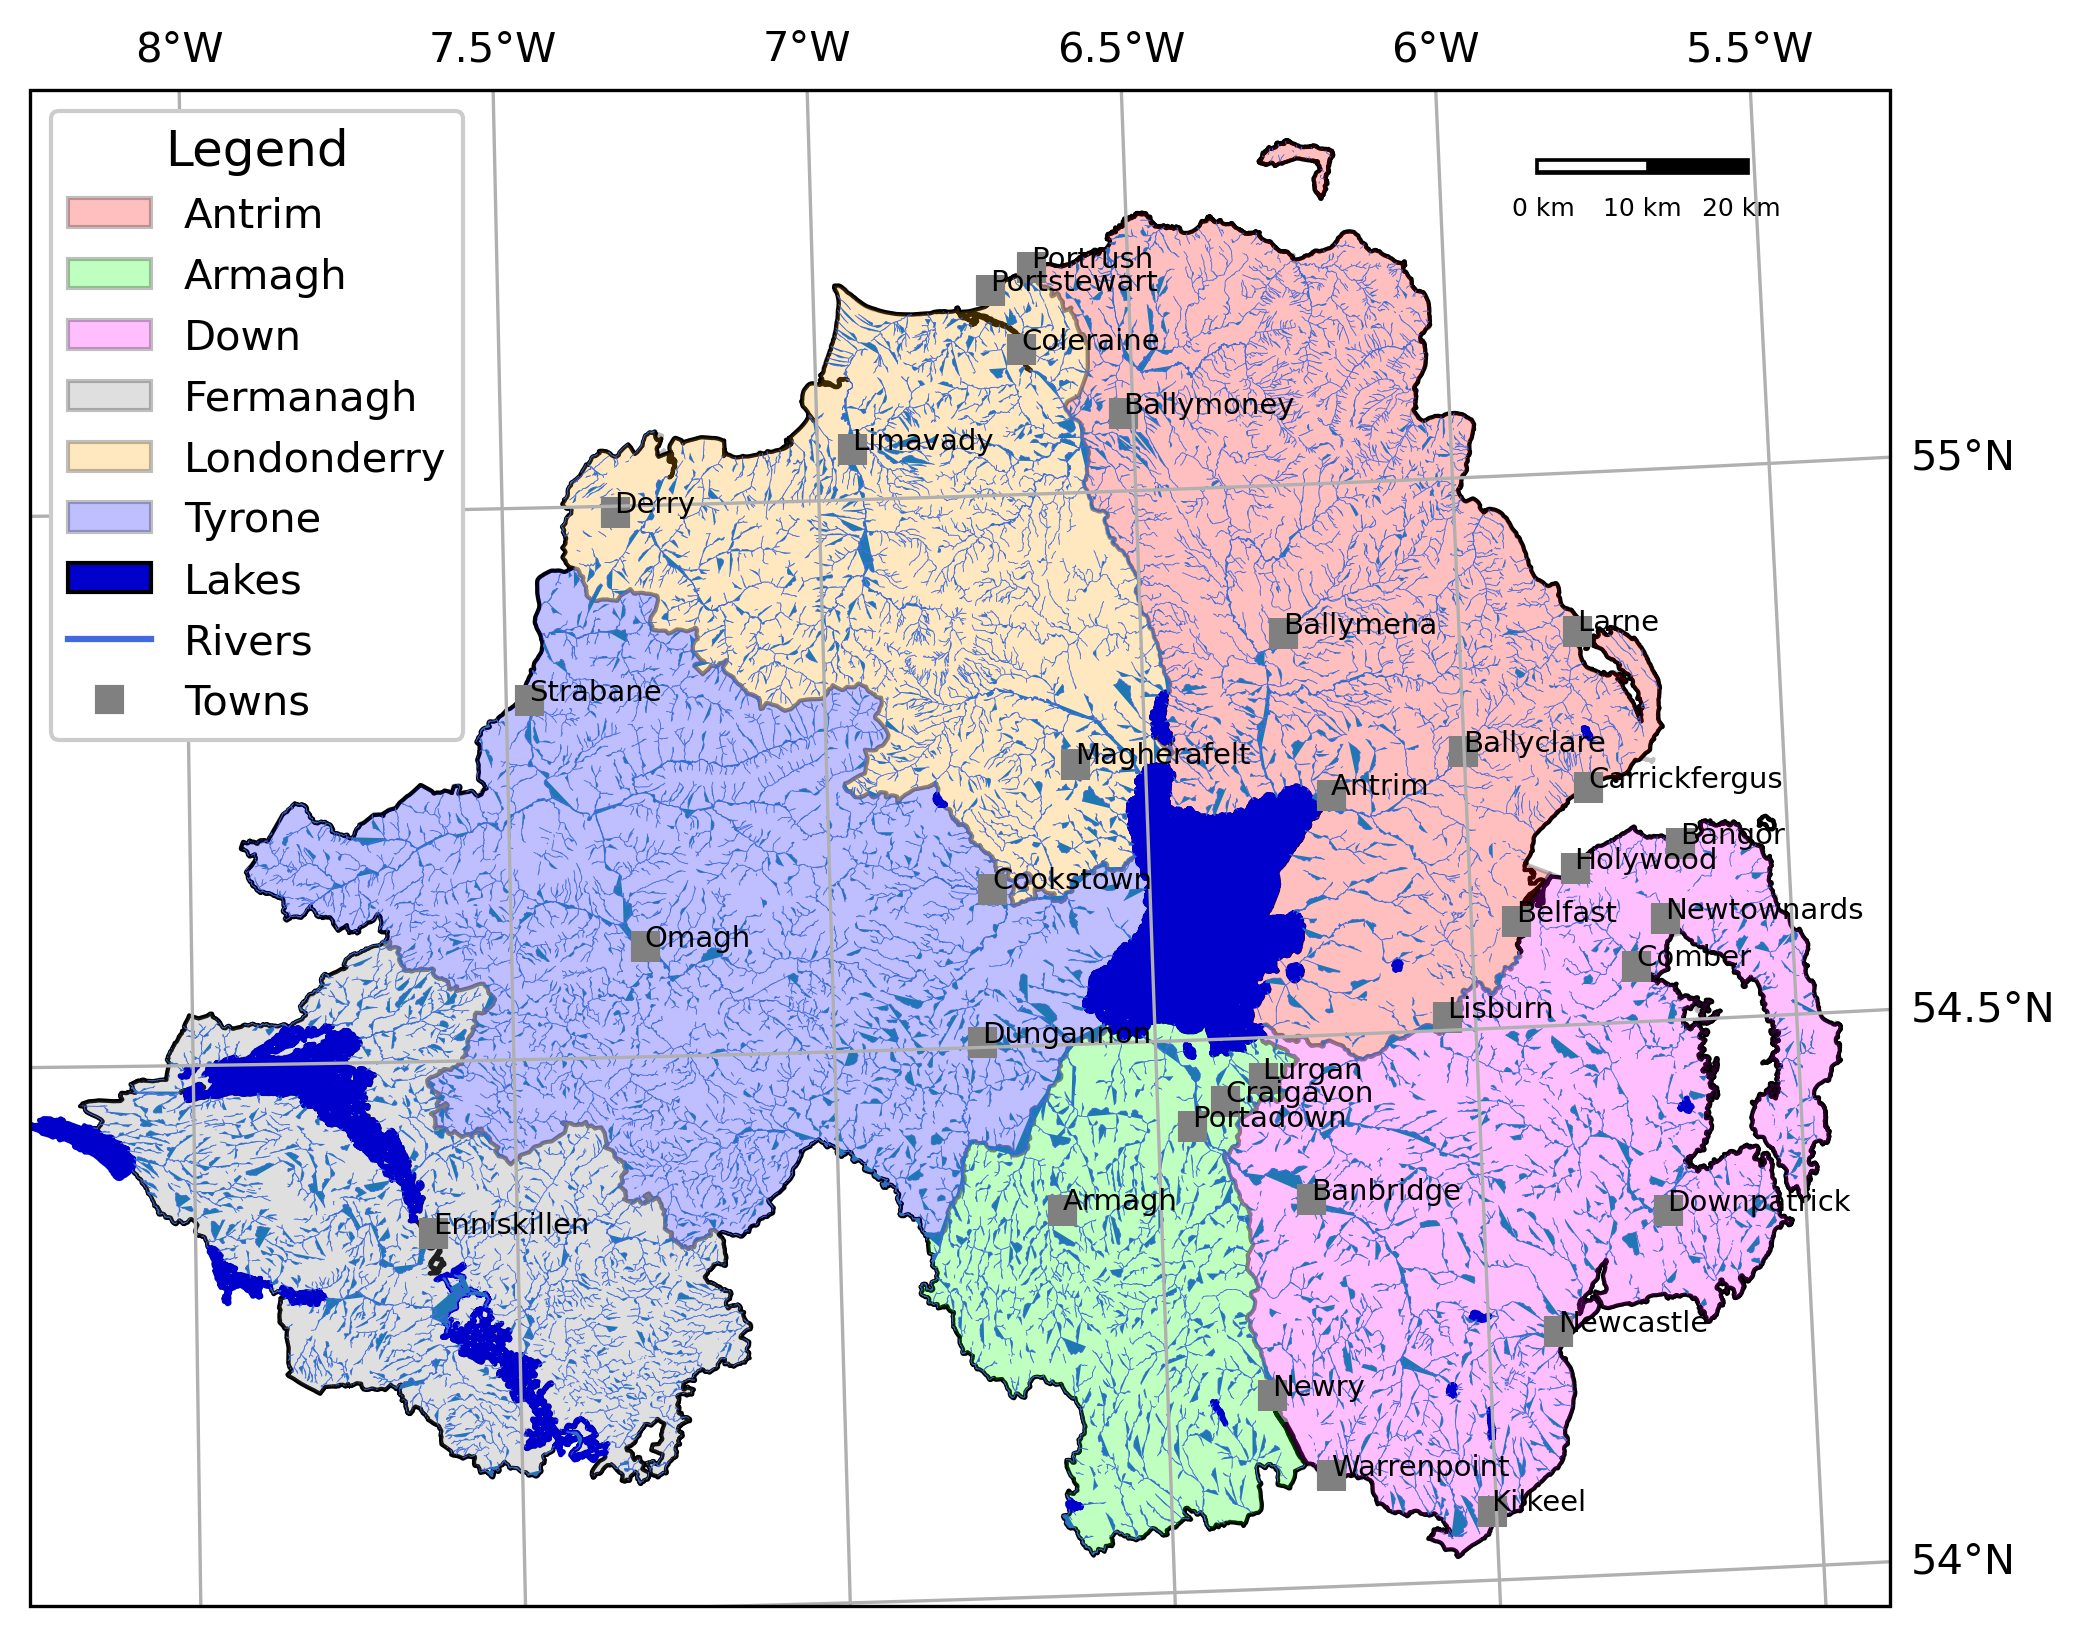 8°W 7.5°W 7°W 6.5°W 6°W 5.5°W
Legend
Antrim
Armagh
Down
Fermanagh
Londonderry
Tyrone
Lakes
Rivers
Towns
0 km 10 km 20 km
Portrush
Portstewart
Coleraine
Ballymoney
Limavady
55°N
Derry
Larne
Ballymena
Strabane
Ballyclare
Magherafelt
Carrickfergus
Antrim
Bangor
Holywood
Cookstown
Newtownards
Belfast
Omagh
Comber
54.5°N
Lisburn
Dungannon
Lurgan
Craigavon
Portadown
Banbridge
Armagh
Downpatrick
Enniskillen
Newcastle
Newry
Warrenpoint
Kilkeel
54°N